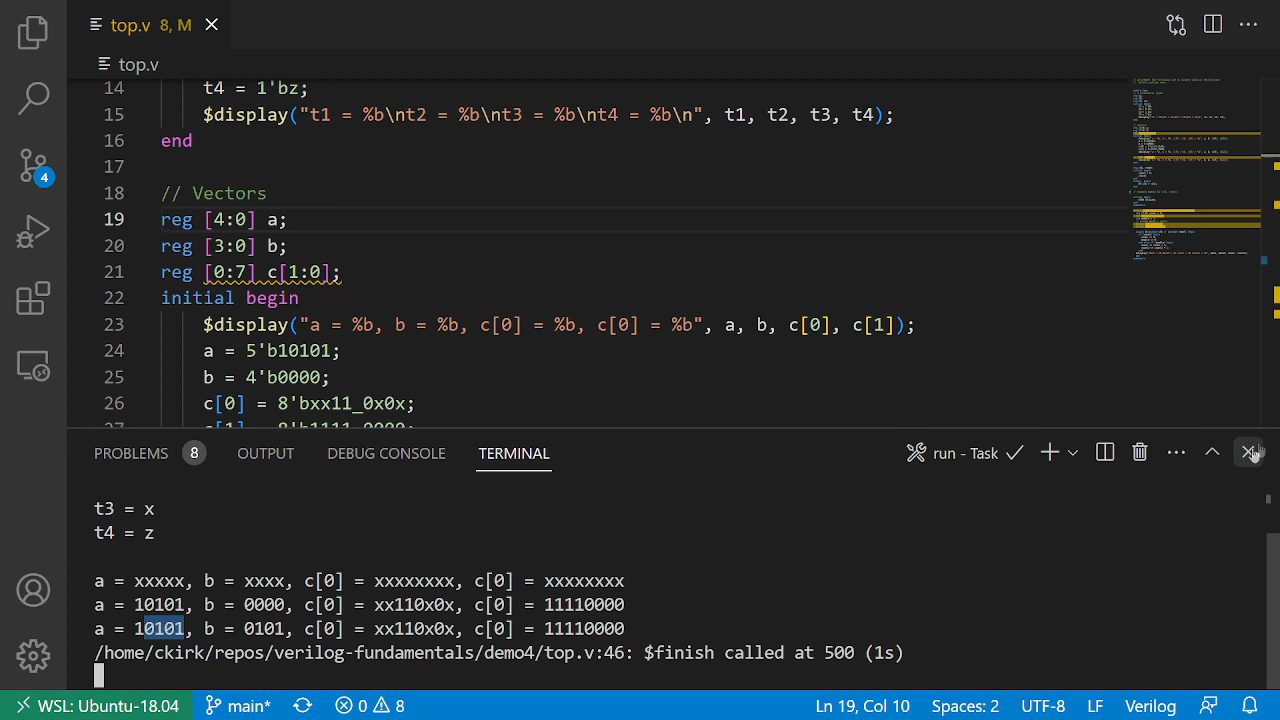 top.v 8, M
top.v
14 t4 = 1'bz;
15 $display("t1 = %b\nt2 = %b\nt3 = %b\nt4 = %b\n", t1, t2, t3, t4);
16 end
17
18 // Vectors
19 reg [4:0] a;
20 reg [3:0] b;
21 reg [0:7] c[1:0];
22 initial begin
23 $display("a = %b, b = %b, c[0] = %b, c[0] = %b", a, b, c[0], c[1]);
24 a = 5'b10101;
25 b = 4'b0000;
26 c[0] = 8'bxx11_0x0x;
4
PROBLEMS 8 OUTPUT DEBUG CONSOLE TERMINAL run - Task
t3 = x
t4 = z
a = xxxxx, b = xxxx, c[0] = xxxxxxxx, c[0] = xxxxxxxx
a = 10101, b = 0000, c[0] = xx110x0x, c[0] = 11110000
a = 10101, b = 0101, c[0] = xx110x0x, c[0] = 11110000
/home/ckirk/repos/verilog-fundamentals/demo4/top.v:46: $finish called at 500 (1s)
WSL: Ubuntu-18.04 main* 0 8 Ln 19, Col 10 Spaces: 2 UTF-8 LF Verilog